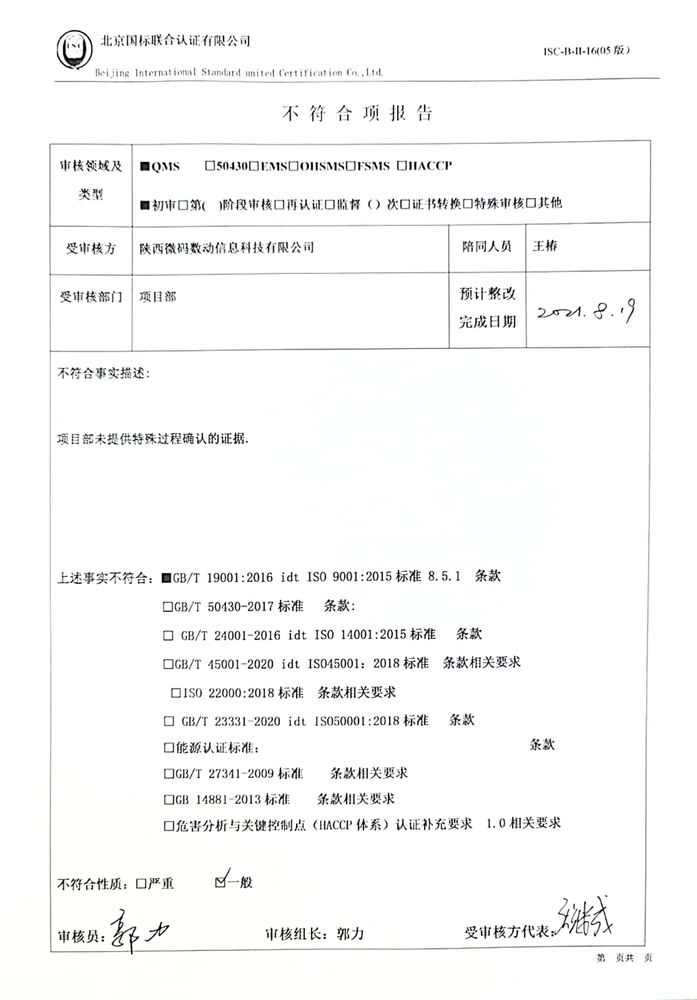 ISC
北京国标联合认证有限公司
ISC-B-II-16(05 版）
Beijing International Standard united Certification Co.,Ltd.
不符合项报告
审核领域及
类型
■QMS □50430□EMS□OHSMS□FSMS □HACCP
■初审□第( )阶段审核□再认证□监督（）次□证书转换□特殊审核□其他
受审核方
陕西微码数动信息科技有限公司
陪同人员
王椿
受审核部门
项目部
预计整改
完成日期
2021.8.19
不符合事实描述:
项目部未提供特殊过程确认的证据.
上述事实不符合：■GB/T 19001:2016 idt ISO 9001:2015 标准 8.5.1 条款
□GB/T 50430-2017 标准 条款:
□ GB/T 24001-2016 idt ISO 14001:2015 标准 条款
□GB/T 45001-2020 idt ISO45001：2018 标准 条款相关要求
□ISO 22000:2018 标准 条款相关要求
□ GB/T 23331-2020 idt ISO50001:2018 标准 条款
□能源认证标准： 条款
□GB/T 27341-2009 标准 条款相关要求
□GB 14881-2013 标准 条款相关要求
□危害分析与关键控制点（HACCP 体系）认证补充要求 1.0 相关要求
不符合性质：□严重 ☑一般
审核员: 郭力 审核组长：郭力 受审核方代表:
第 页共 页